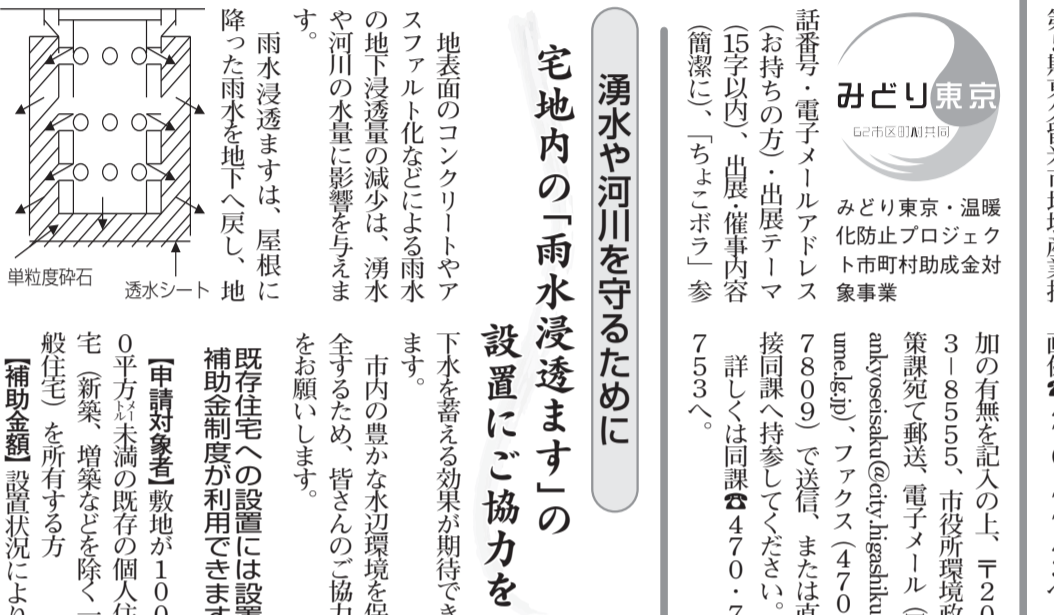 みどり東京
62市区町村共同
みどり東京・温暖
化防止プロジェク
ト市町村助成金対
象事業
話番号・電子メールアドレス
(お持ちの方)・出展テーマ
(15字以内)、出展・催事内容
(簡潔に)、「ちょこボラ」参
加の有無を記入の上、〒20
3－8555、市役所環境政
策課宛て郵送、電子メール(
ankyoseisaku@city.higashiku
ume.lg.jp)、ファクス(470
7809)で送信、または直
接同課へ持参してください。
詳しくは同課☎470・7
753へ。
湧水や河川を守るために
宅地内の「雨水浸透ます」の
設置にご協力を
地表面のコンクリートやア
スファルト化などによる雨水
の地下浸透量の減少は、湧水
や河川の水量に影響を与えま
す。
雨水浸透ますは、屋根に
降った雨水を地下へ戻し、地
単粒度砕石
透水シート
下水を蓄える効果が期待でき
ます。
市内の豊かな水辺環境を保
全するため、皆さんのご協力
をお願いします。
既存住宅への設置には設置
補助金制度が利用できます
【申請対象者】敷地が100
0平方メートル未満の既存の個人住
宅(新築、増築などを除く一
般住宅)を所有する方
【補助金額】設置状況により